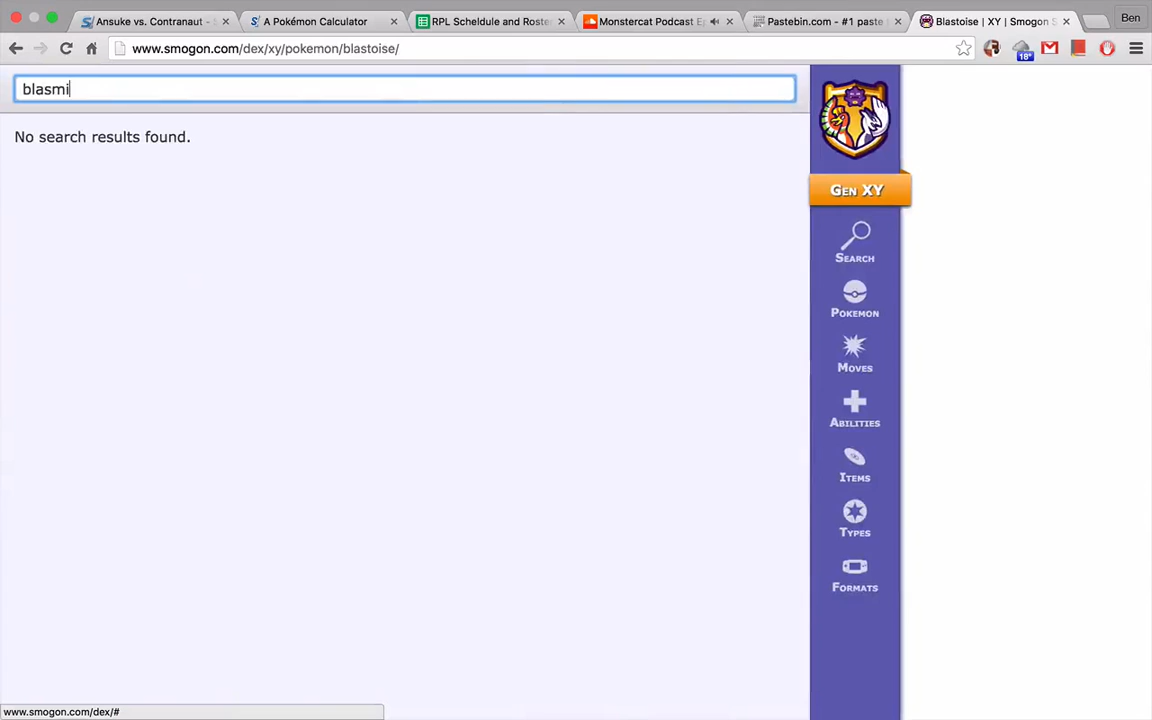 Ansuke vs. Contranaut -
A Pokémon Calculator
RPL Scheldule and Roste
Monstercat Podcast Ep
Pastebin.com - #1 paste
Blastoise | XY | Smogon S
Ben
www.smogon.com/dex/xy/pokemon/blastoise/
18°
blasmi
No search results found.
Gen XY
Search
Pokemon
Moves
Abilities
Items
Types
Formats
www.smogon.com/dex/#